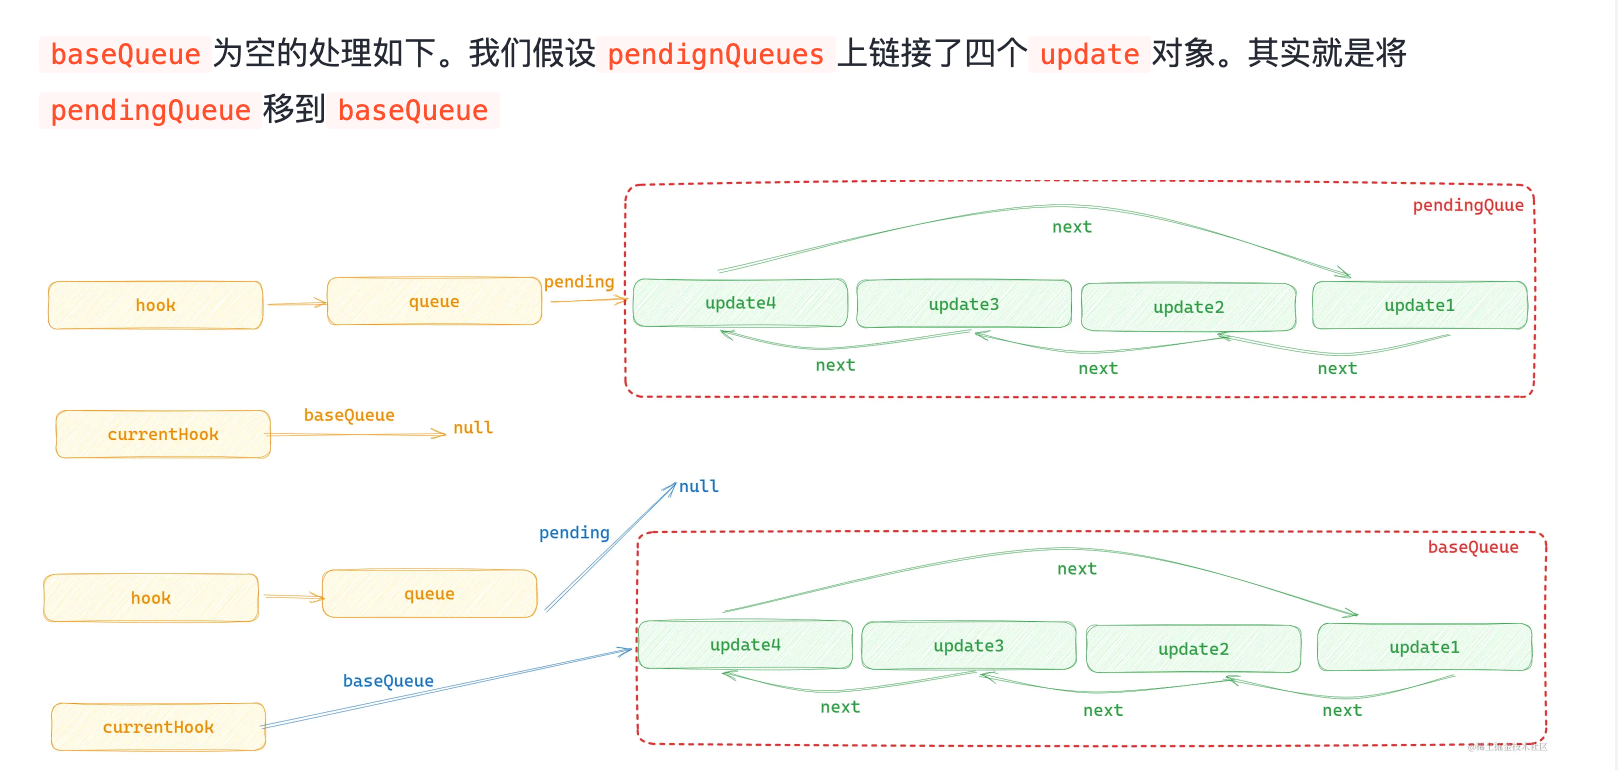 baseQueue 为空的处理如下。我们假设 pendignQueues 上链接了四个 update 对象。其实就是将
pendingQueue 移到 baseQueue
pendingQuue
next
hook
queue
pending
update4
update3
update2
update1
next
next
next
currentHook
baseQueue
null
null
pending
baseQueue
next
hook
queue
update4
update3
update2
update1
baseQueue
next
next
next
currentHook
@稀土掘金技术社区